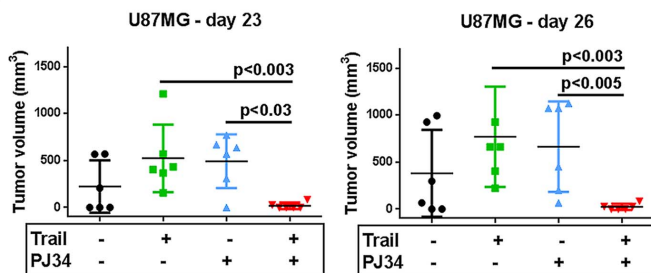 U87MG - day 23
Tumor volume (mm³)
1500
1000
500
0
p<0.003
p<0.03
Trail - + - +
PJ34 - - + +
U87MG - day 26
Tumor volume (mm³)
1500
1000
500
0
p<0.003
p<0.005
Trail - + - +
PJ34 - - + +